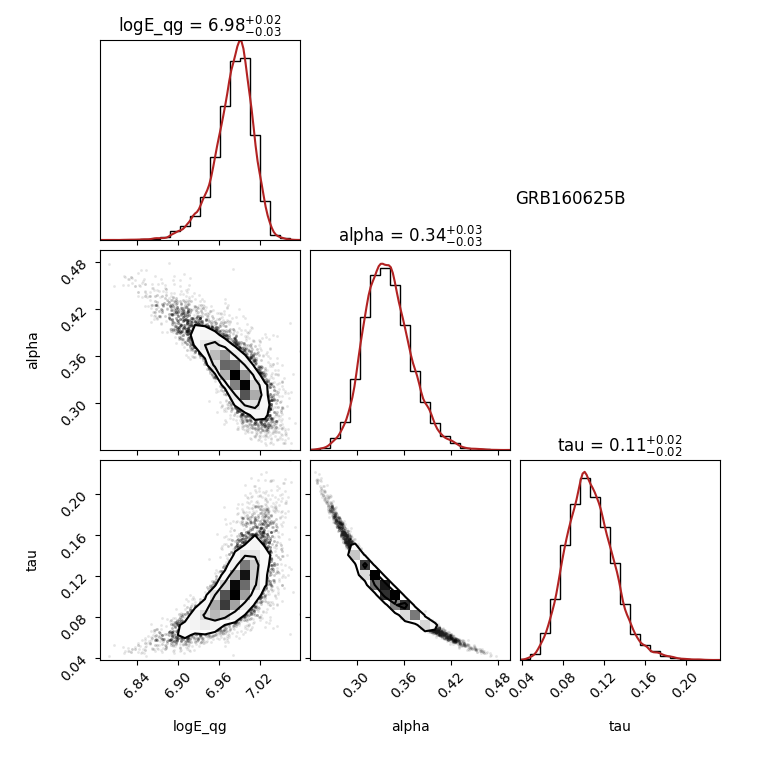 logE_qg = 6.98+0.02−0.03
GRB160625B
alpha = 0.34+0.03−0.03
0.48
0.42
0.36
0.30
alpha
tau = 0.11+0.02−0.02
0.20
0.16
0.12
0.08
0.04
tau
6.84 6.90 6.96 7.02
0.30 0.36 0.42 0.48
0.04 0.08 0.12 0.16 0.20
logE_qg alpha tau